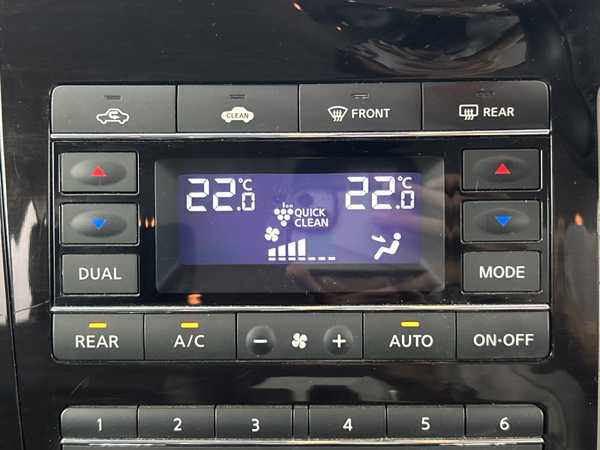 CLEAN
FRONT
REAR
22.0°C
22.0°C
ion
QUICK
CLEAN
DUAL
MODE
REAR
A/C
AUTO
ON·OFF
1 2 3 4 5 6